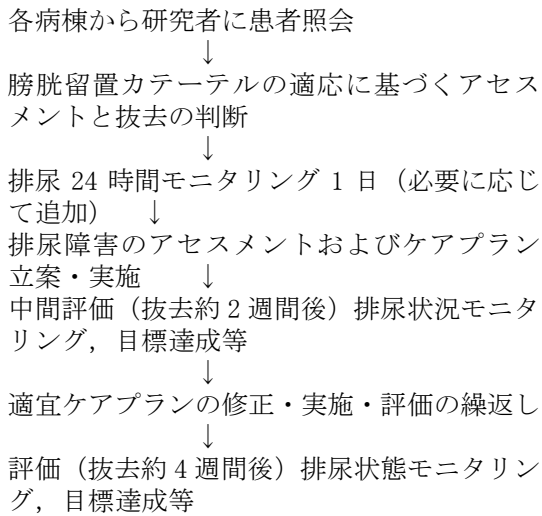 各病棟から研究者に患者照会
↓
膀胱留置カテーテルの適応に基づくアセス
メントと抜去の判断
↓
排尿 24 時間モニタリング 1 日（必要に応じ
て追加） ↓
排尿障害のアセスメントおよびケアプラン
立案・実施 ↓
中間評価（抜去約 2 週間後）排尿状況モニタ
リング，目標達成等
↓
適宜ケアプランの修正・実施・評価の繰返し
↓
評価（抜去約 4 週間後）排尿状態モニタリン
グ，目標達成等